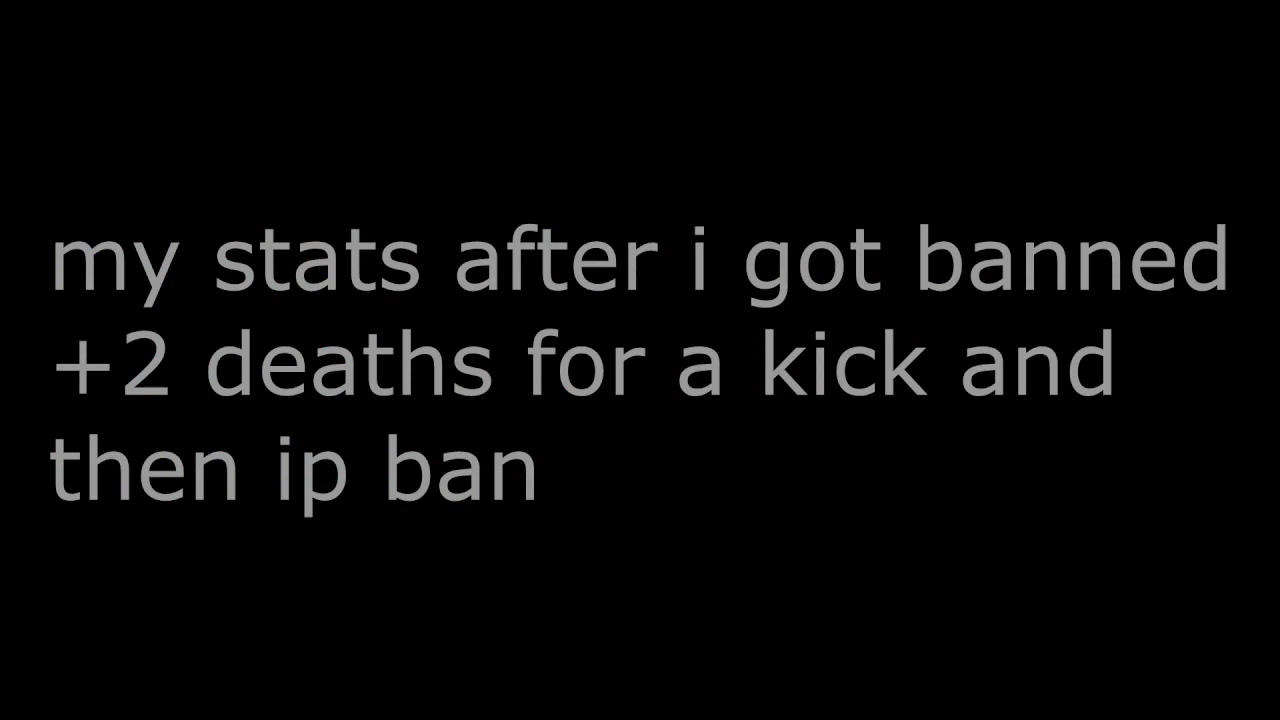 my stats after i got banned
+2 deaths for a kick and
then ip ban